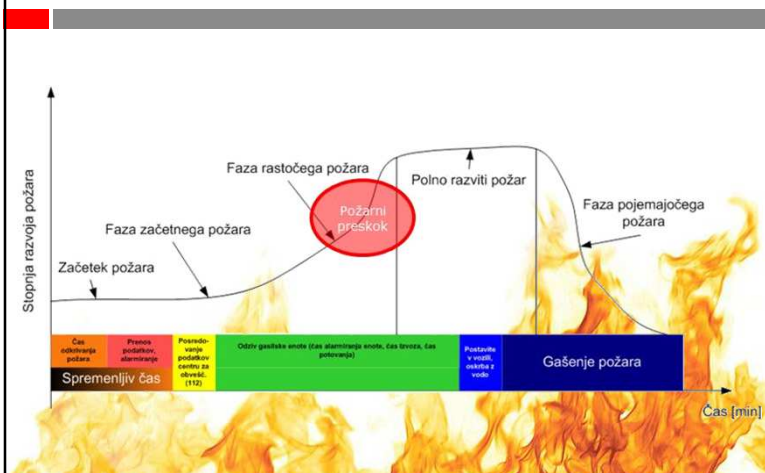 Stopnja razvoja požara
Začetek požara
Faza začetnega požara
Faza rastočega požara
Požarni
preskok
Polno razviti požar
Faza pojemajočega
požara
Čas
odkrivanja
požara
Prenos
podatkov,
alarmiranje
Spremenljiv čas
Posredo-
vanje
podatkov
centru za
obvešč.
(112)
Odziv gasilske enote (čas alarmiranja enote, čas izvoza, čas
potovanja)
Postavitev
v vozili,
oskrba z
vodo
Gašenje požara
Čas [min]